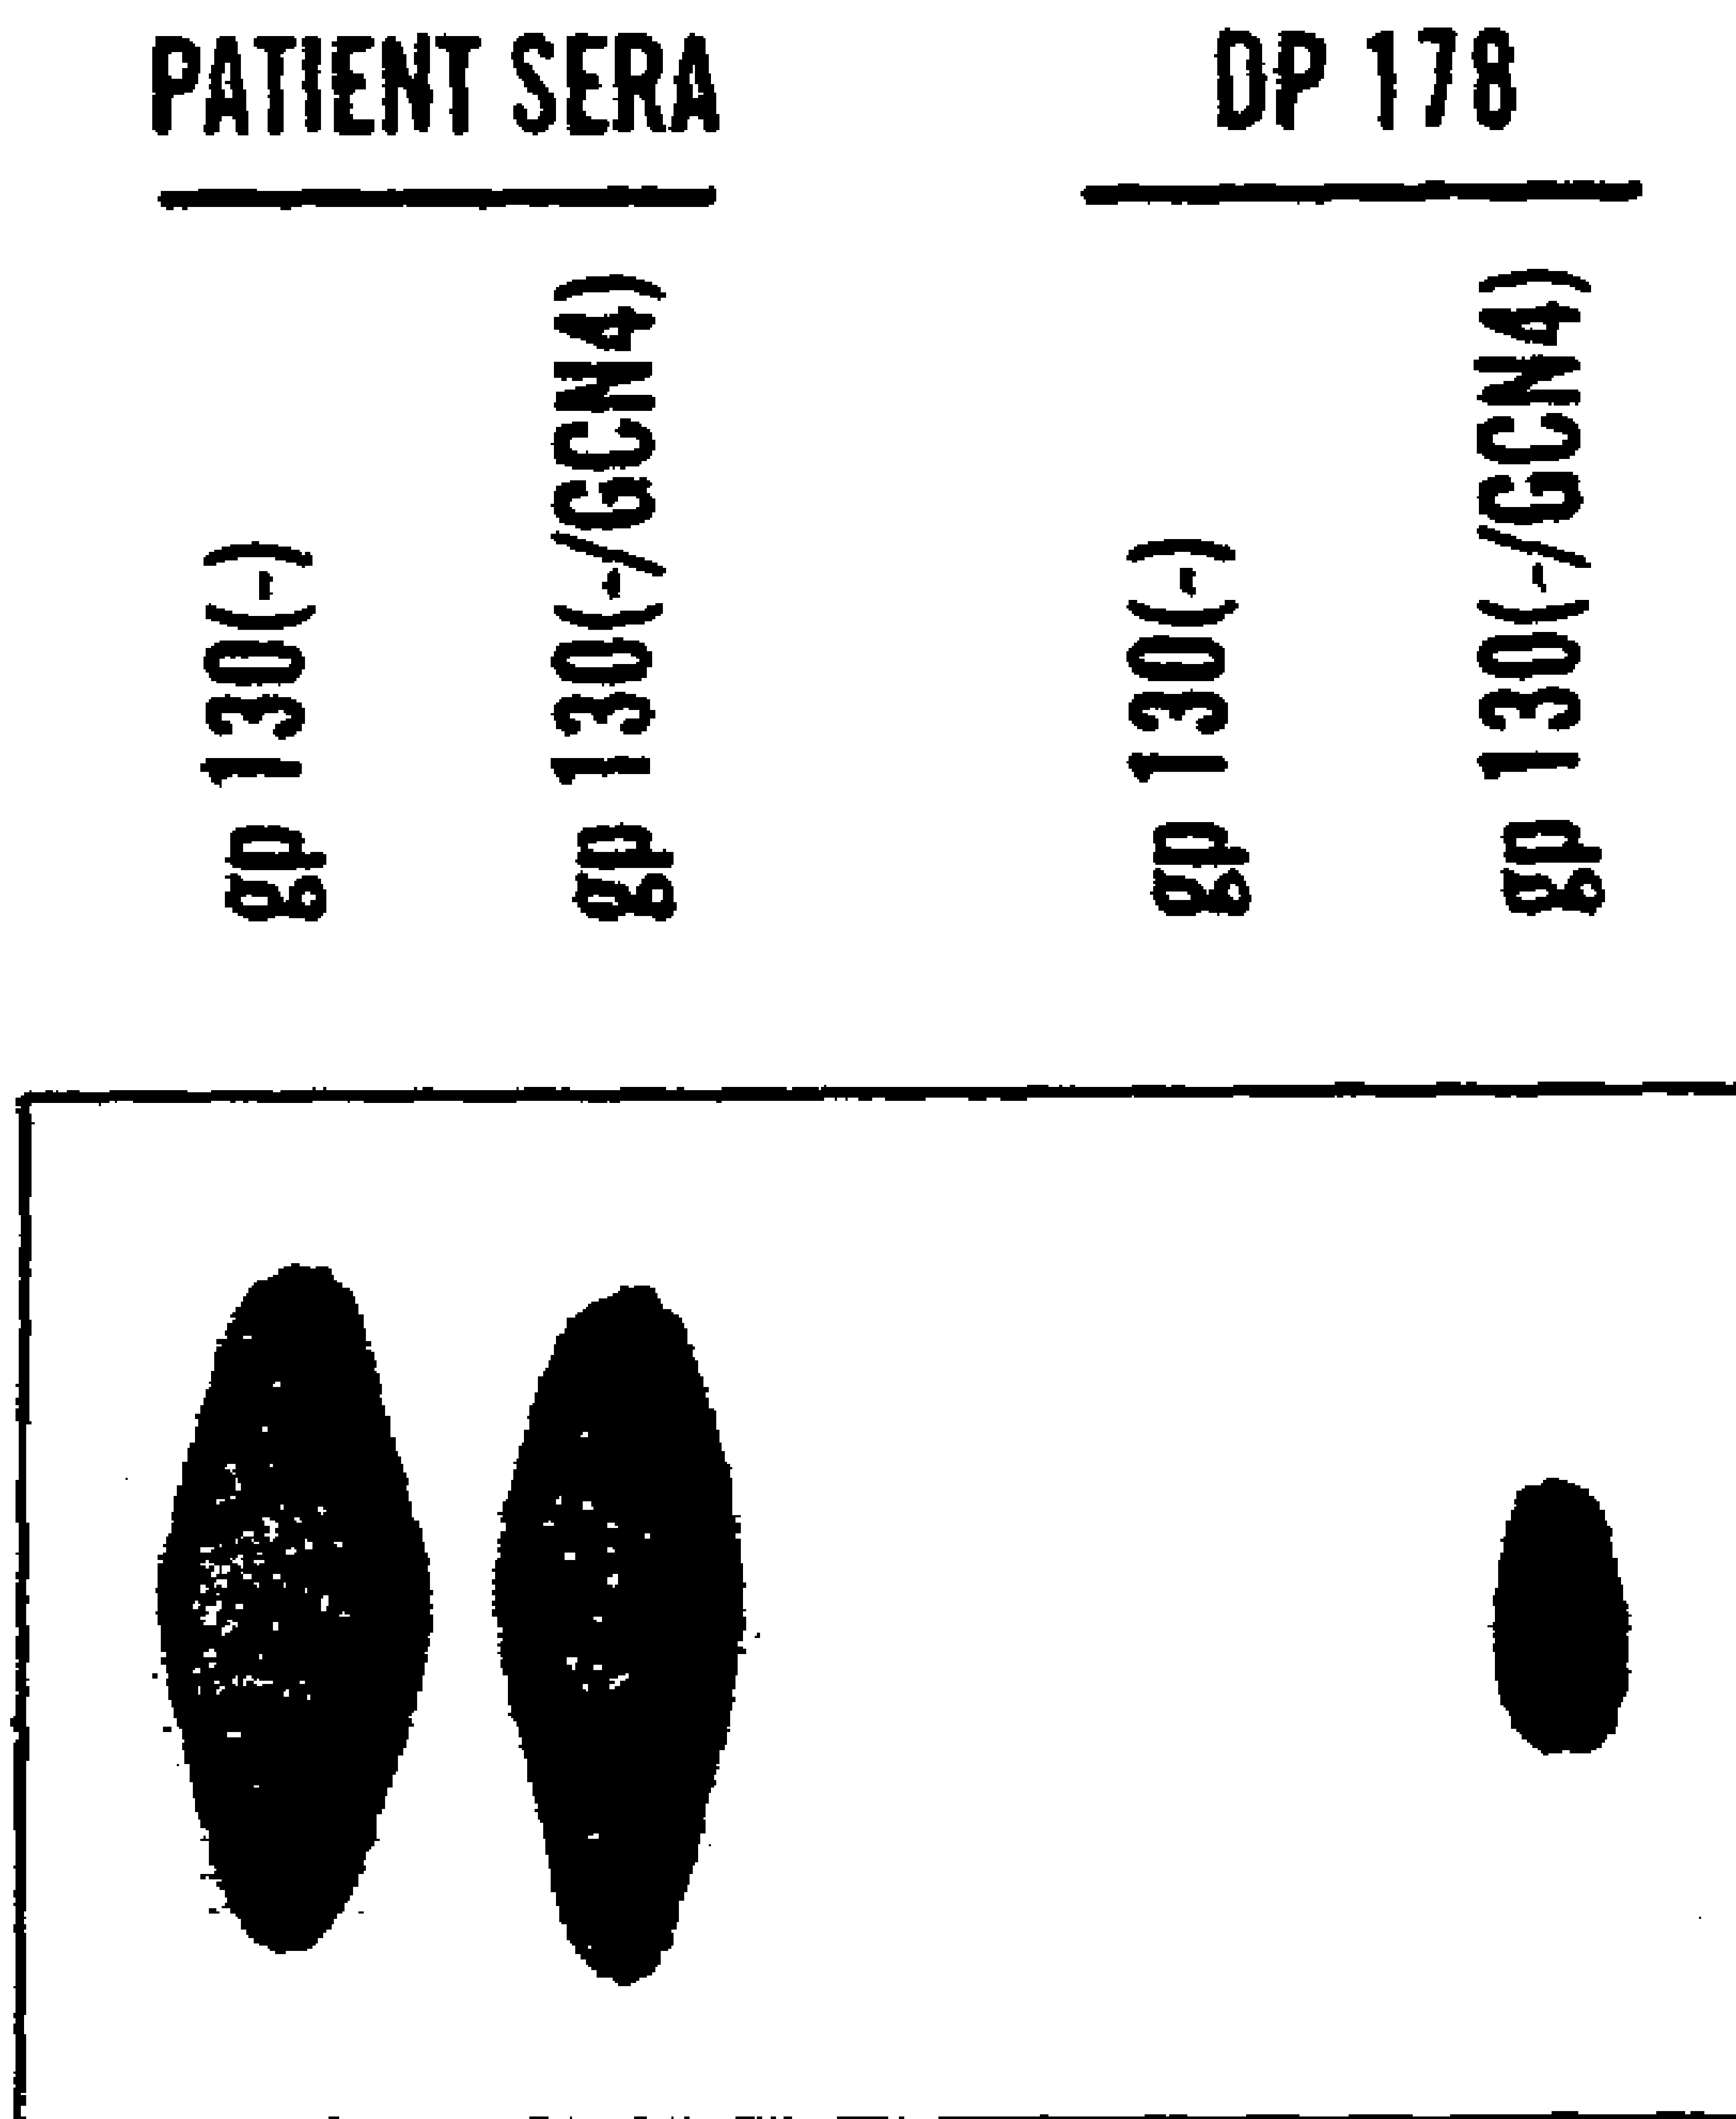 PATIENT SERA
DP 178
gp 130(-)
gp 130(-/GCN4)
gp 130(-)
gp 130(-/GCN4)